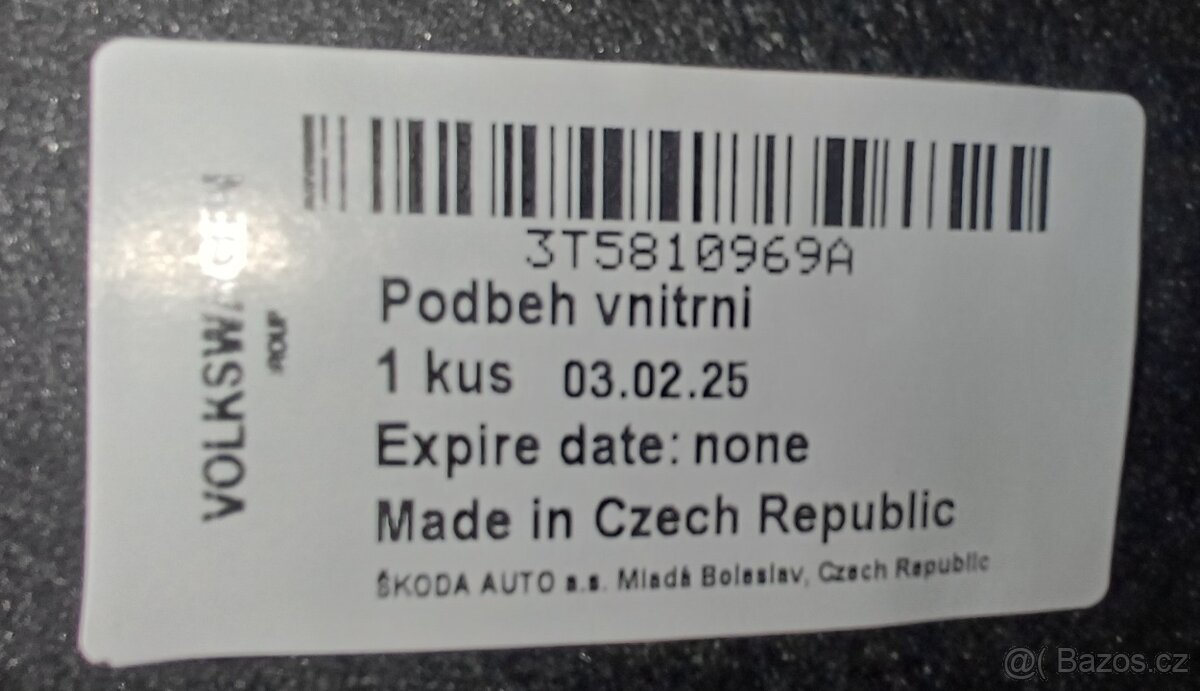 VOLKSWAGEN
3T5810969A
Podbeh vnitrni
1 kus 03.02.25
Expire date: none
Made in Czech Republic
ŠKODA AUTO a.s. Mladá Boleslav, Czech Republic
@( Bazos.cz